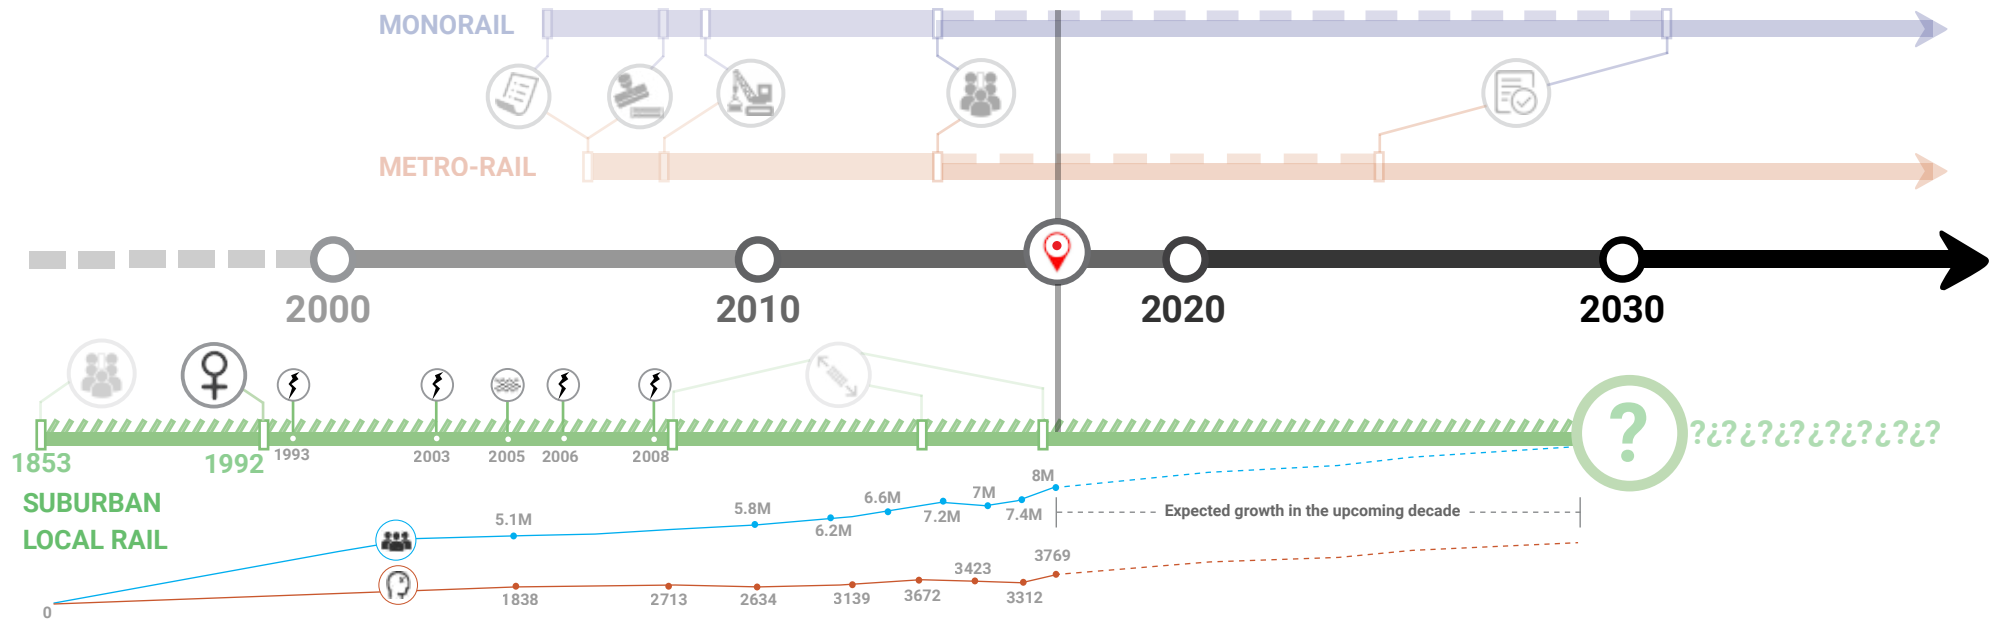 MONORAIL
METRO-RAIL
2000 2010 2020 2030
1853 1992 1993 2003 2005 2006 2008
? ?¿?¿?¿?¿?¿?¿?¿?
SUBURBAN
LOCAL RAIL
5.1M 5.8M 6.2M 6.6M 7.2M 7M 7.4M 8M
Expected growth in the upcoming decade
0 1838 2713 2634 3139 3672 3423 3312 3769